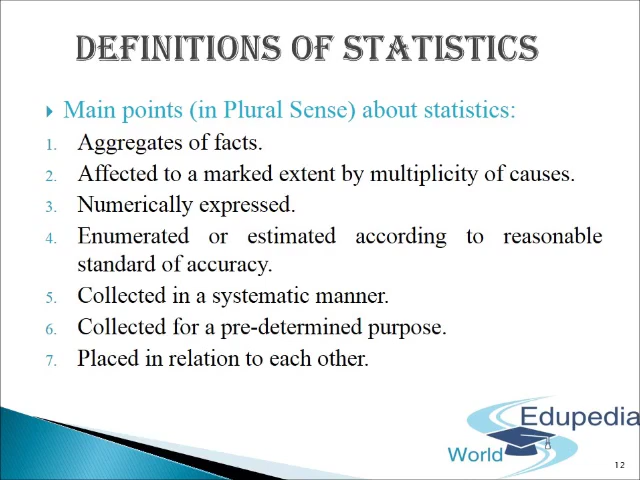 DEFINITIONS OF STATISTICS
Main points (in Plural Sense) about statistics:
1. Aggregates of facts.
2. Affected to a marked extent by multiplicity of causes.
3. Numerically expressed.
4. Enumerated or estimated according to reasonable
standard of accuracy.
5. Collected in a systematic manner.
6. Collected for a pre-determined purpose.
7. Placed in relation to each other.
Edupedia
World
12